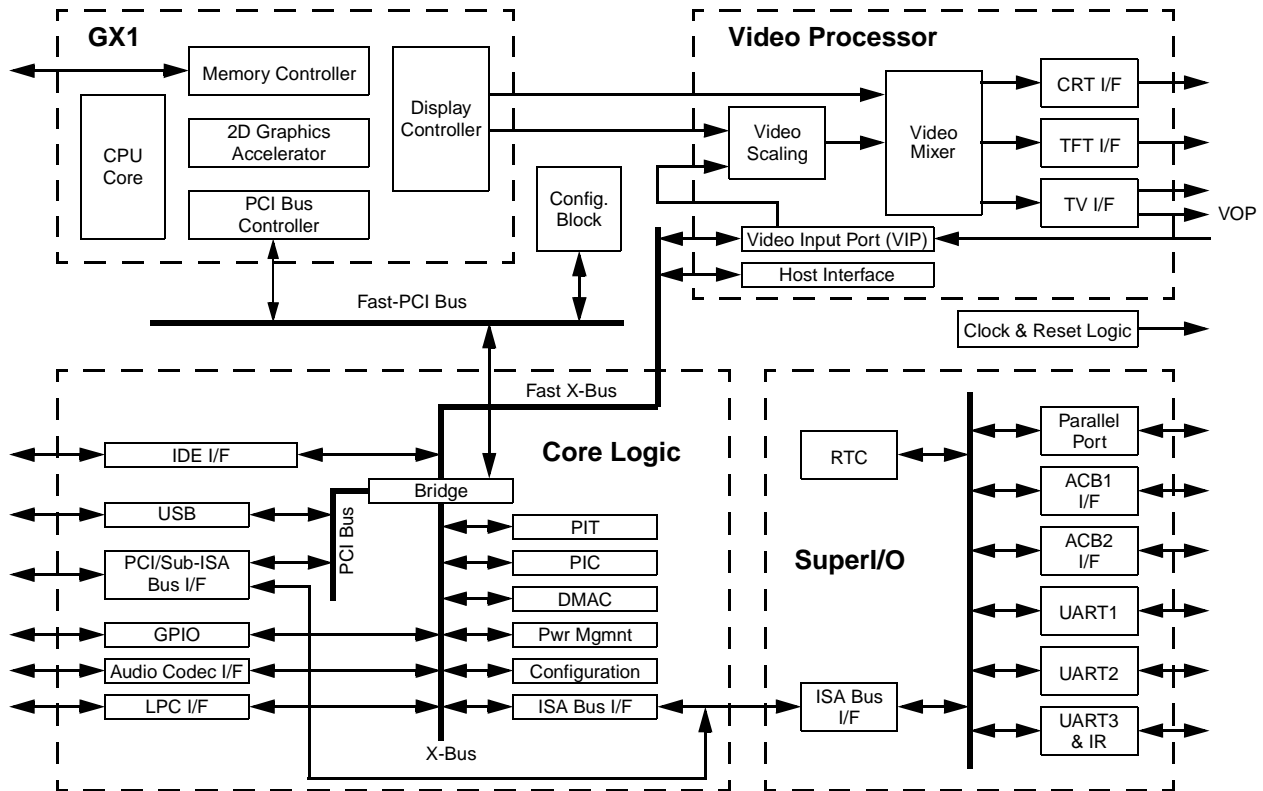 GX1
Memory Controller
CPU
Core
2D Graphics
Accelerator
PCI Bus
Controller
Display
Controller
Config.
Block
Fast-PCI Bus
Video Processor
Video
Scaling
Video
Mixer
CRT I/F
TFT I/F
TV I/F
VOP
Video Input Port (VIP)
Host Interface
Clock & Reset Logic
Fast X-Bus
Core Logic
IDE I/F
Bridge
USB
PCI Bus
PCI/Sub-ISA
Bus I/F
GPIO
Audio Codec I/F
LPC I/F
PIT
PIC
DMAC
Pwr Mgmnt
Configuration
ISA Bus I/F
X-Bus
SuperI/O
RTC
ISA Bus
I/F
Parallel
Port
ACB1
I/F
ACB2
I/F
UART1
UART2
UART3
& IR